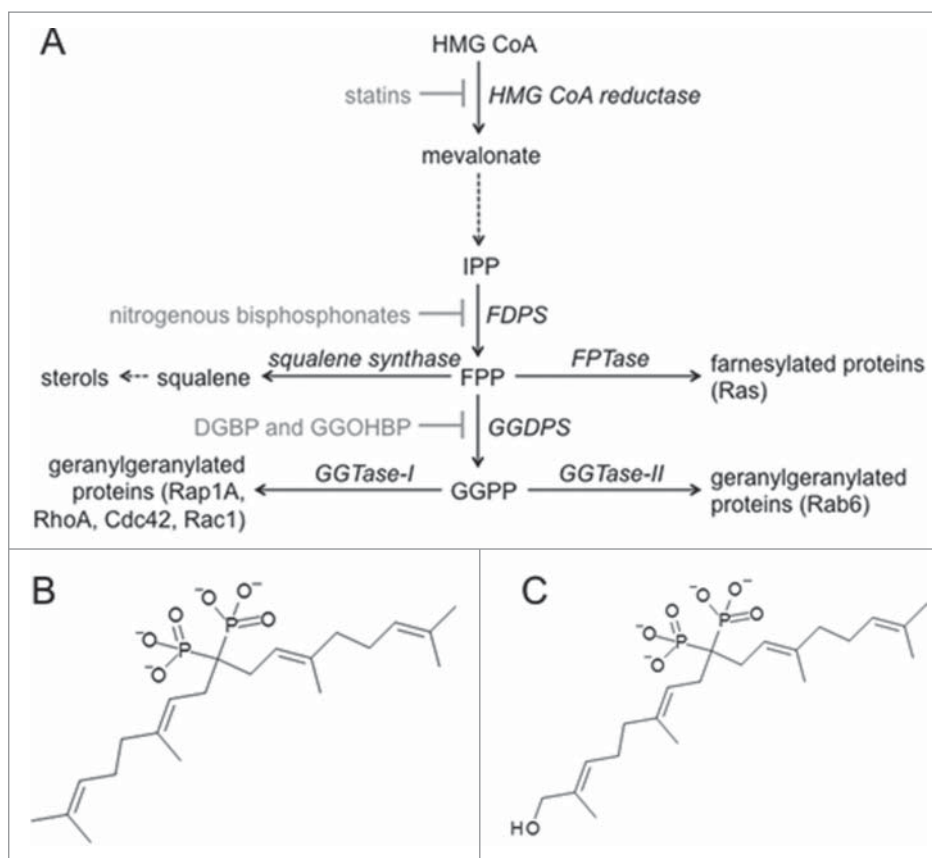 A
HMG CoA
statins
HMG CoA reductase
mevalonate
IPP
nitrogenous bisphosphonates
FDPS
sterols
squalene
squalene synthase
FPP
FPTase
farnesylated proteins
(Ras)
DGBP and GGOHBP
GGDPS
geranylgeranylated
proteins (Rap1A,
RhoA, Cdc42, Rac1)
GGTase-I
GGPP
GGTase-II
geranylgeranylated
proteins (Rab6)
B
O
O⁻
⁻O
⁻O
P
P
O
⁻O
O⁻
C
O
O⁻
⁻O
⁻O
P
P
O
⁻O
O⁻
HO